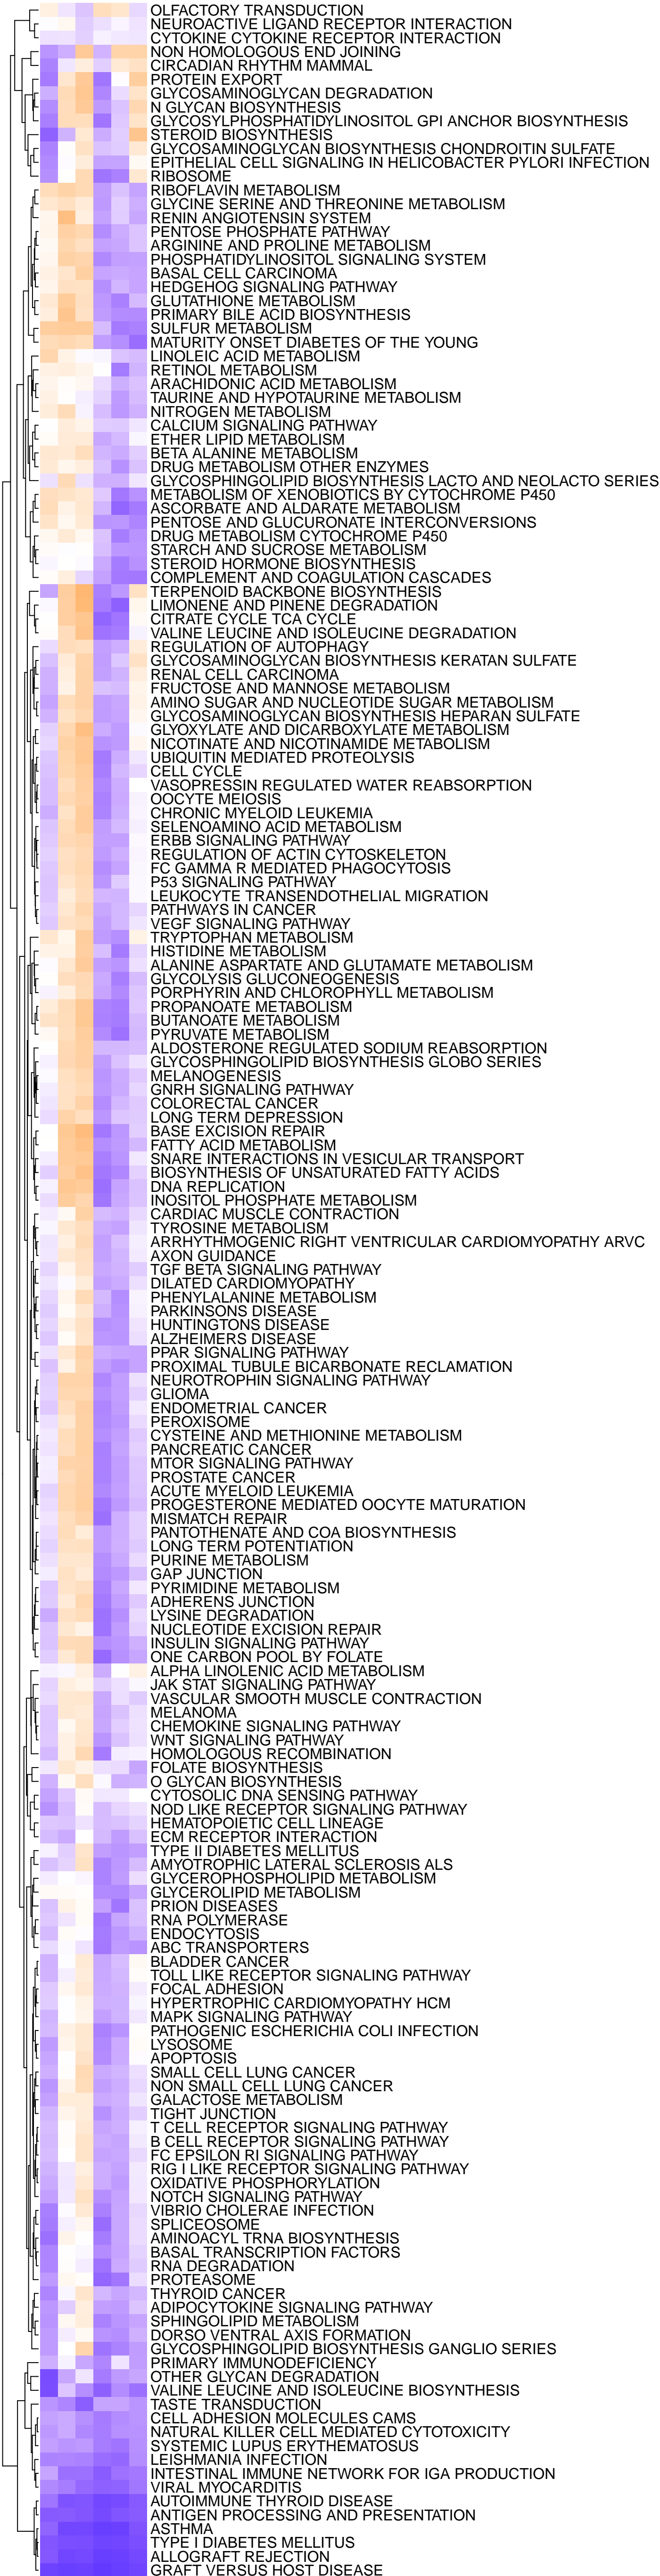 OLFACTORY TRANSDUCTION
NEUROACTIVE LIGAND RECEPTOR INTERACTION
CYTOKINE CYTOKINE RECEPTOR INTERACTION
NON HOMOLOGOUS END JOINING
CIRCADIAN RHYTHM MAMMAL
PROTEIN EXPORT
GLYCOSAMINOGLYCAN DEGRADATION
N GLYCAN BIOSYNTHESIS
GLYCOSYLPHOSPHATIDYLINOSITOL GPI ANCHOR BIOSYNTHESIS
STEROID BIOSYNTHESIS
GLYCOSAMINOGLYCAN BIOSYNTHESIS CHONDROITIN SULFATE
EPITHELIAL CELL SIGNALING IN HELICOBACTER PYLORI INFECTION
RIBOSOME
RIBOFLAVIN METABOLISM
GLYCINE SERINE AND THREONINE METABOLISM
RENIN ANGIOTENSIN SYSTEM
PENTOSE PHOSPHATE PATHWAY
ARGININE AND PROLINE METABOLISM
PHOSPHATIDYLINOSITOL SIGNALING SYSTEM
BASAL CELL CARCINOMA
HEDGEHOG SIGNALING PATHWAY
GLUTATHIONE METABOLISM
PRIMARY BILE ACID BIOSYNTHESIS
SULFUR METABOLISM
MATURITY ONSET DIABETES OF THE YOUNG
LINOLEIC ACID METABOLISM
RETINOL METABOLISM
ARACHIDONIC ACID METABOLISM
TAURINE AND HYPOTAURINE METABOLISM
NITROGEN METABOLISM
CALCIUM SIGNALING PATHWAY
ETHER LIPID METABOLISM
BETA ALANINE METABOLISM
DRUG METABOLISM OTHER ENZYMES
GLYCOSPHINGOLIPID BIOSYNTHESIS LACTO AND NEOLACTO SERIES
METABOLISM OF XENOBIOTICS BY CYTOCHROME P450
ASCORBATE AND ALDARATE METABOLISM
PENTOSE AND GLUCURONATE INTERCONVERSIONS
DRUG METABOLISM CYTOCHROME P450
STARCH AND SUCROSE METABOLISM
STEROID HORMONE BIOSYNTHESIS
COMPLEMENT AND COAGULATION CASCADES
TERPENOID BACKBONE BIOSYNTHESIS
LIMONENE AND PINENE DEGRADATION
CITRATE CYCLE TCA CYCLE
VALINE LEUCINE AND ISOLEUCINE DEGRADATION
REGULATION OF AUTOPHAGY
GLYCOSAMINOGLYCAN BIOSYNTHESIS KERATAN SULFATE
RENAL CELL CARCINOMA
FRUCTOSE AND MANNOSE METABOLISM
AMINO SUGAR AND NUCLEOTIDE SUGAR METABOLISM
GLYCOSAMINOGLYCAN BIOSYNTHESIS HEPARAN SULFATE
GLYOXYLATE AND DICARBOXYLATE METABOLISM
NICOTINATE AND NICOTINAMIDE METABOLISM
UBIQUITIN MEDIATED PROTEOLYSIS
CELL CYCLE
VASOPRESSIN REGULATED WATER REABSORPTION
OOCYTE MEIOSIS
CHRONIC MYELOID LEUKEMIA
SELENOAMINO ACID METABOLISM
ERBB SIGNALING PATHWAY
REGULATION OF ACTIN CYTOSKELETON
FC GAMMA R MEDIATED PHAGOCYTOSIS
P53 SIGNALING PATHWAY
LEUKOCYTE TRANSENDOTHELIAL MIGRATION
PATHWAYS IN CANCER
VEGF SIGNALING PATHWAY
TRYPTOPHAN METABOLISM
HISTIDINE METABOLISM
ALANINE ASPARTATE AND GLUTAMATE METABOLISM
GLYCOLYSIS GLUCONEOGENESIS
PORPHYRIN AND CHLOROPHYLL METABOLISM
PROPANOATE METABOLISM
BUTANOATE METABOLISM
PYRUVATE METABOLISM
ALDOSTERONE REGULATED SODIUM REABSORPTION
GLYCOSPHINGOLIPID BIOSYNTHESIS GLOBO SERIES
MELANOGENESIS
GNRH SIGNALING PATHWAY
COLORECTAL CANCER
LONG TERM DEPRESSION
BASE EXCISION REPAIR
FATTY ACID METABOLISM
SNARE INTERACTIONS IN VESICULAR TRANSPORT
BIOSYNTHESIS OF UNSATURATED FATTY ACIDS
DNA REPLICATION
INOSITOL PHOSPHATE METABOLISM
CARDIAC MUSCLE CONTRACTION
TYROSINE METABOLISM
ARRHYTHMOGENIC RIGHT VENTRICULAR CARDIOMYOPATHY ARVC
AXON GUIDANCE
TGF BETA SIGNALING PATHWAY
DILATED CARDIOMYOPATHY
PHENYLALANINE METABOLISM
PARKINSONS DISEASE
HUNTINGTONS DISEASE
ALZHEIMERS DISEASE
PPAR SIGNALING PATHWAY
PROXIMAL TUBULE BICARBONATE RECLAMATION
NEUROTROPHIN SIGNALING PATHWAY
GLIOMA
ENDOMETRIAL CANCER
PEROXISOME
CYSTEINE AND METHIONINE METABOLISM
PANCREATIC CANCER
MTOR SIGNALING PATHWAY
PROSTATE CANCER
ACUTE MYELOID LEUKEMIA
PROGESTERONE MEDIATED OOCYTE MATURATION
MISMATCH REPAIR
PANTOTHENATE AND COA BIOSYNTHESIS
LONG TERM POTENTIATION
PURINE METABOLISM
GAP JUNCTION
PYRIMIDINE METABOLISM
ADHERENS JUNCTION
LYSINE DEGRADATION
NUCLEOTIDE EXCISION REPAIR
INSULIN SIGNALING PATHWAY
ONE CARBON POOL BY FOLATE
ALPHA LINOLENIC ACID METABOLISM
JAK STAT SIGNALING PATHWAY
VASCULAR SMOOTH MUSCLE CONTRACTION
MELANOMA
CHEMOKINE SIGNALING PATHWAY
WNT SIGNALING PATHWAY
HOMOLOGOUS RECOMBINATION
FOLATE BIOSYNTHESIS
O GLYCAN BIOSYNTHESIS
CYTOSOLIC DNA SENSING PATHWAY
NOD LIKE RECEPTOR SIGNALING PATHWAY
HEMATOPOIETIC CELL LINEAGE
ECM RECEPTOR INTERACTION
TYPE II DIABETES MELLITUS
AMYOTROPHIC LATERAL SCLEROSIS ALS
GLYCEROPHOSPHOLIPID METABOLISM
GLYCEROLIPID METABOLISM
PRION DISEASES
RNA POLYMERASE
ENDOCYTOSIS
ABC TRANSPORTERS
BLADDER CANCER
TOLL LIKE RECEPTOR SIGNALING PATHWAY
FOCAL ADHESION
HYPERTROPHIC CARDIOMYOPATHY HCM
MAPK SIGNALING PATHWAY
PATHOGENIC ESCHERICHIA COLI INFECTION
LYSOSOME
APOPTOSIS
SMALL CELL LUNG CANCER
NON SMALL CELL LUNG CANCER
GALACTOSE METABOLISM
TIGHT JUNCTION
T CELL RECEPTOR SIGNALING PATHWAY
B CELL RECEPTOR SIGNALING PATHWAY
FC EPSILON RI SIGNALING PATHWAY
RIG I LIKE RECEPTOR SIGNALING PATHWAY
OXIDATIVE PHOSPHORYLATION
NOTCH SIGNALING PATHWAY
VIBRIO CHOLERAE INFECTION
SPLICEOSOME
AMINOACYL TRNA BIOSYNTHESIS
BASAL TRANSCRIPTION FACTORS
RNA DEGRADATION
PROTEASOME
THYROID CANCER
ADIPOCYTOKINE SIGNALING PATHWAY
SPHINGOLIPID METABOLISM
DORSO VENTRAL AXIS FORMATION
GLYCOSPHINGOLIPID BIOSYNTHESIS GANGLIO SERIES
PRIMARY IMMUNODEFICIENCY
OTHER GLYCAN DEGRADATION
VALINE LEUCINE AND ISOLEUCINE BIOSYNTHESIS
TASTE TRANSDUCTION
CELL ADHESION MOLECULES CAMS
NATURAL KILLER CELL MEDIATED CYTOTOXICITY
SYSTEMIC LUPUS ERYTHEMATOSUS
LEISHMANIA INFECTION
INTESTINAL IMMUNE NETWORK FOR IGA PRODUCTION
VIRAL MYOCARDITIS
AUTOIMMUNE THYROID DISEASE
ANTIGEN PROCESSING AND PRESENTATION
ASTHMA
TYPE I DIABETES MELLITUS
ALLOGRAFT REJECTION
GRAFT VERSUS HOST DISEASE